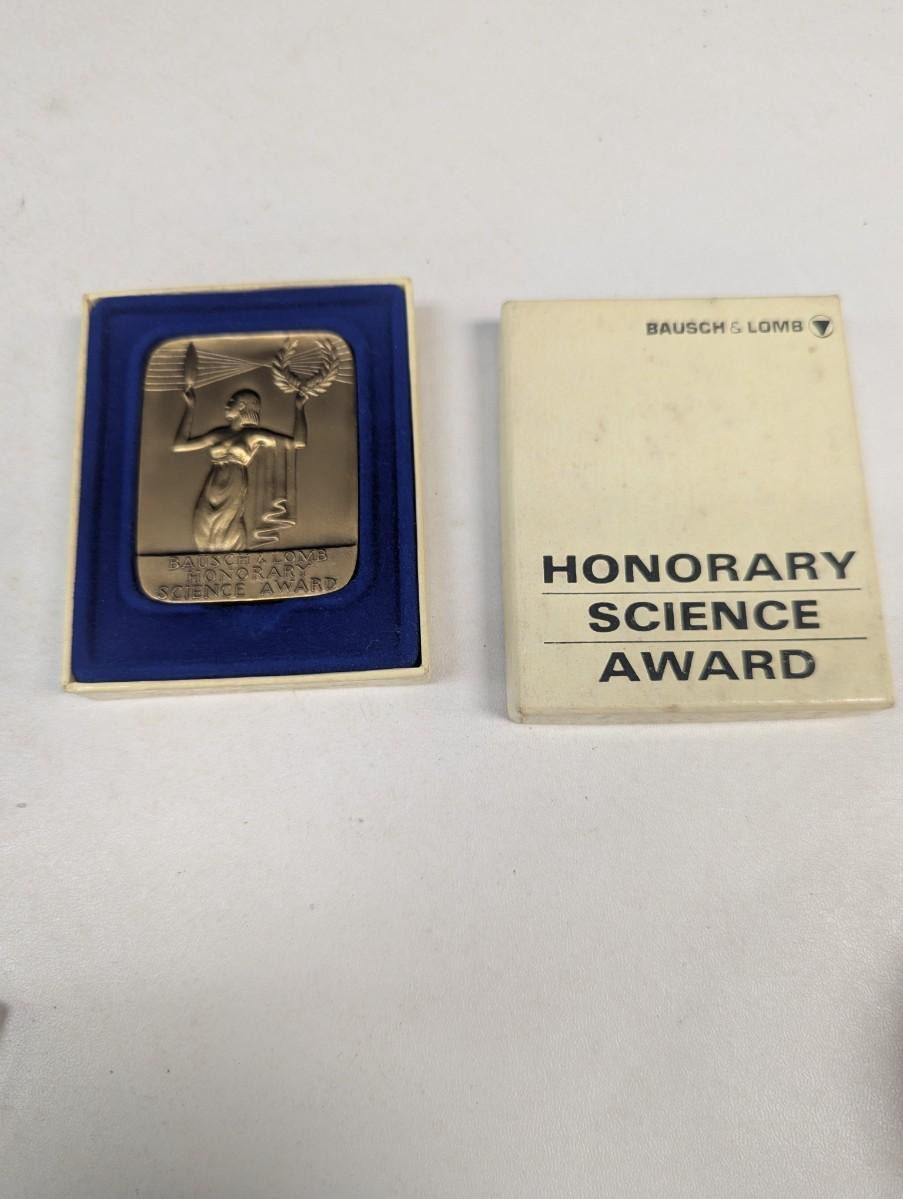 BAUSCH & LOMB
HONORARY
SCIENCE AWARD
BAUSCH & LOMB
HONORARY
SCIENCE
AWARD